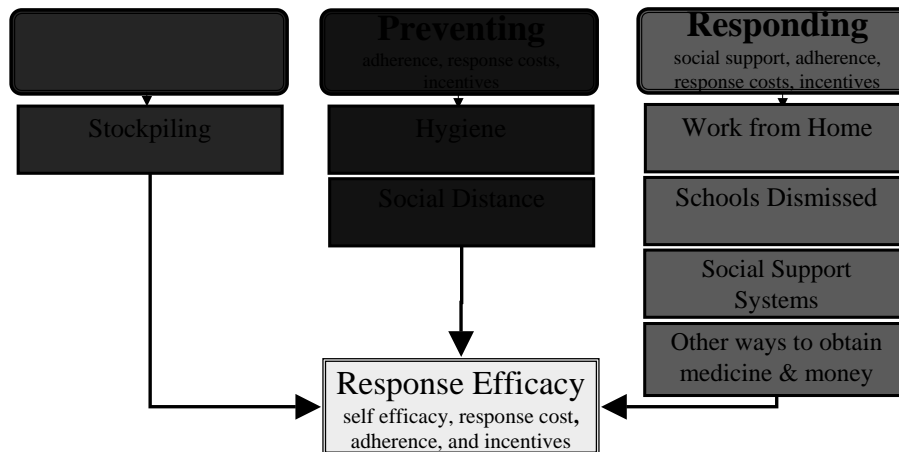 Preventing
adherence, response costs,
incentives
Responding
social support, adherence,
response costs, incentives
Stockpiling
Hygiene
Social Distance
Work from Home
Schools Dismissed
Social Support
Systems
Other ways to obtain
medicine & money
Response Efficacy
self efficacy, response cost,
adherence, and incentives